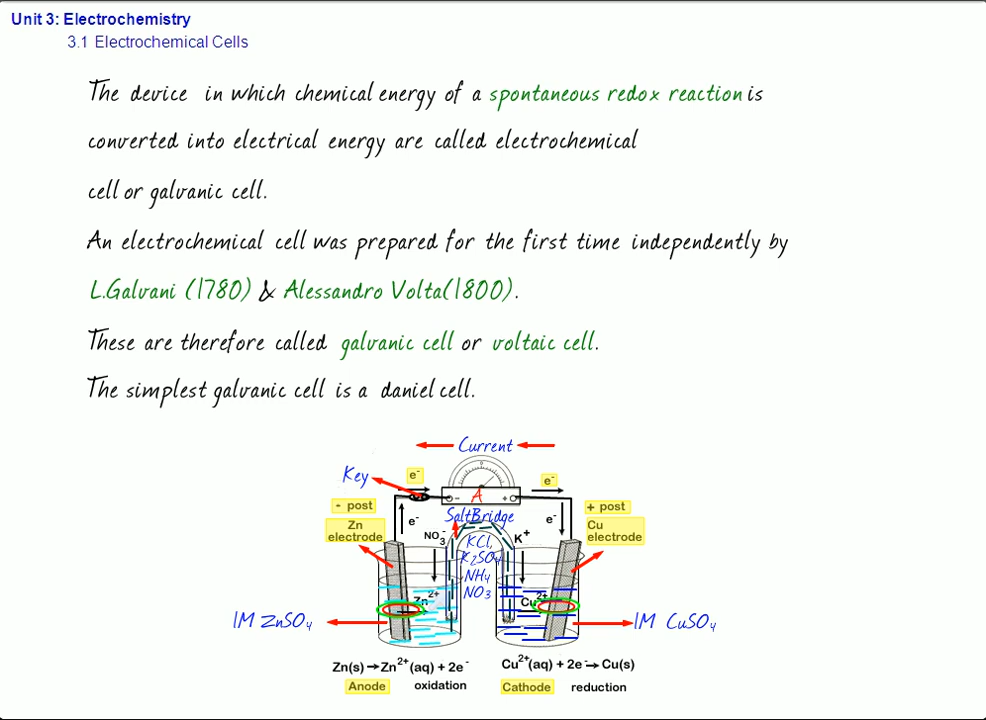 Unit 3: Electrochemistry
3.1 Electrochemical Cells
The device in which chemical energy of a spontaneous redox reaction is
converted into electrical energy are called electrochemical
cell or galvanic cell.
An electrochemical cell was prepared for the first time independently by
L.Galvani (1780) & Alessandro Volta(1800).
These are therefore called galvanic cell or voltaic cell.
The simplest galvanic cell is a daniel cell.
Current
Key
e⁻
e⁻
- A +
- post
+ post
Salt Bridge
Zn
electrode
e⁻
NO₃⁻
K⁺
e⁻
Cu
electrode
KCl,
K₂SO₄
NH₄
NO₃
Zn²⁺
Cu²⁺
1M ZnSO₄
1M CuSO₄
Zn(s) → Zn²⁺(aq) + 2e⁻
Cu²⁺(aq) + 2e⁻ → Cu(s)
Anode oxidation
Cathode reduction